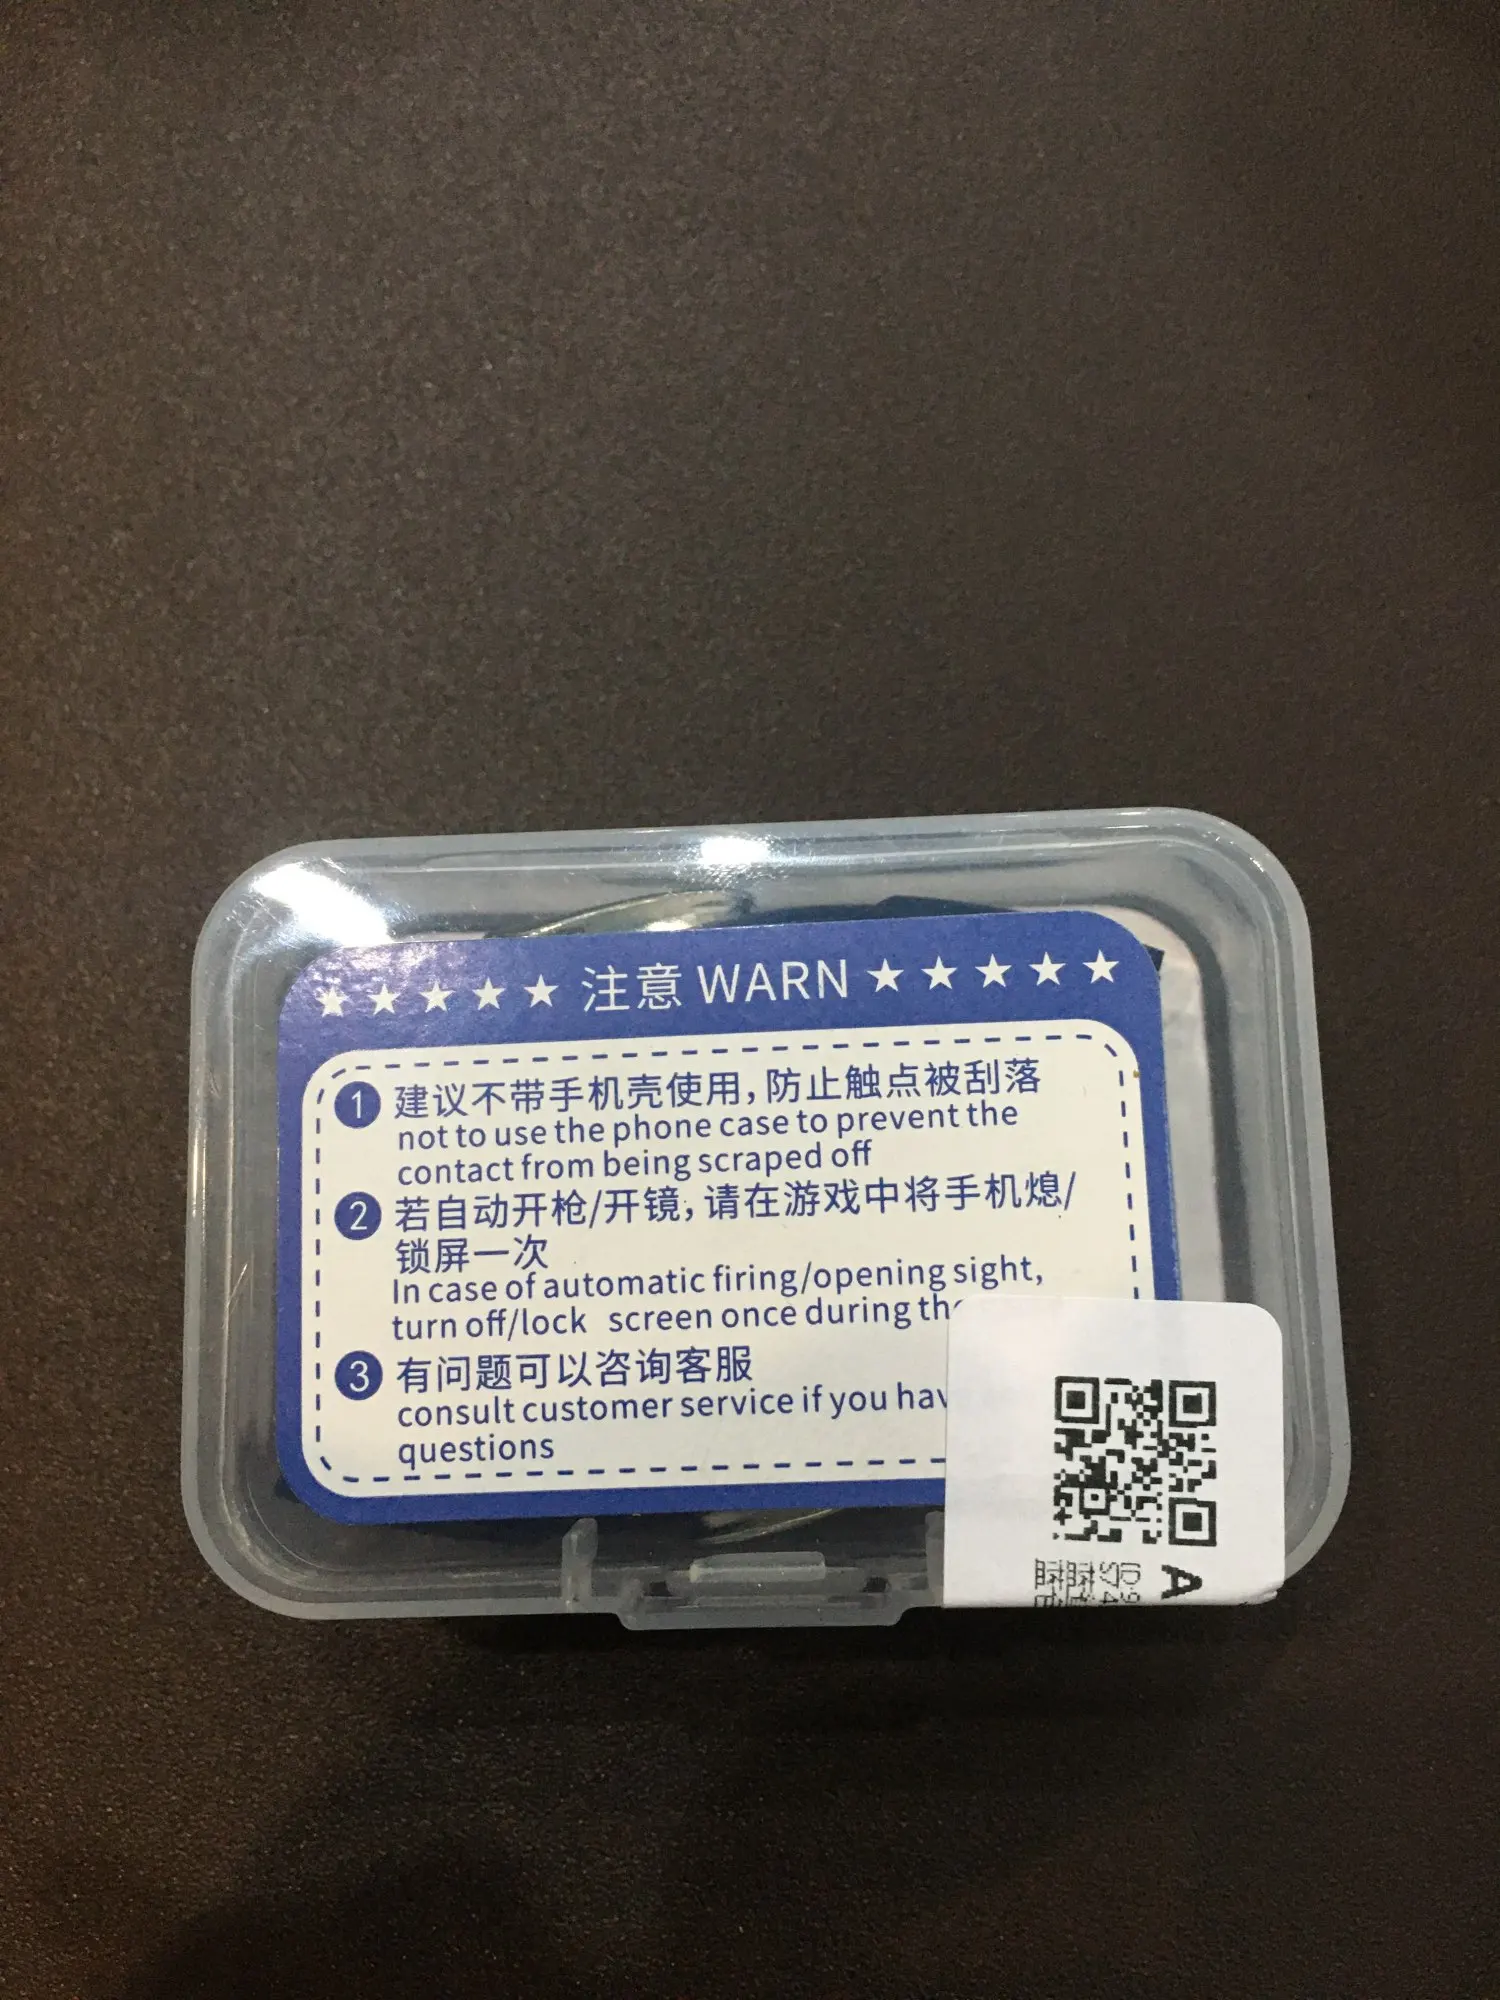 ★★★★★ 注意 WARN ★★★★★
1 建议不带手机壳使用，防止触点被刮落
not to use the phone case to prevent the
contact from being scraped off
2 若自动开枪/开镜，请在游戏中将手机熄/
锁屏一次
In case of automatic firing/opening sight,
turn off/lock screen once during
3 有问题可以咨询客服
consult customer service if you
questions
A